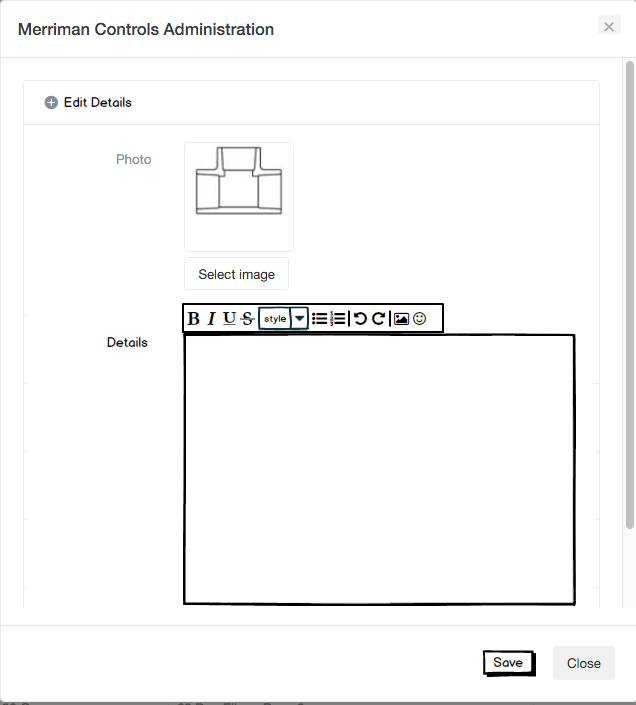 Merriman Controls Administration
Edit Details
Photo
Select image
B I U S style
Details
Save
Close